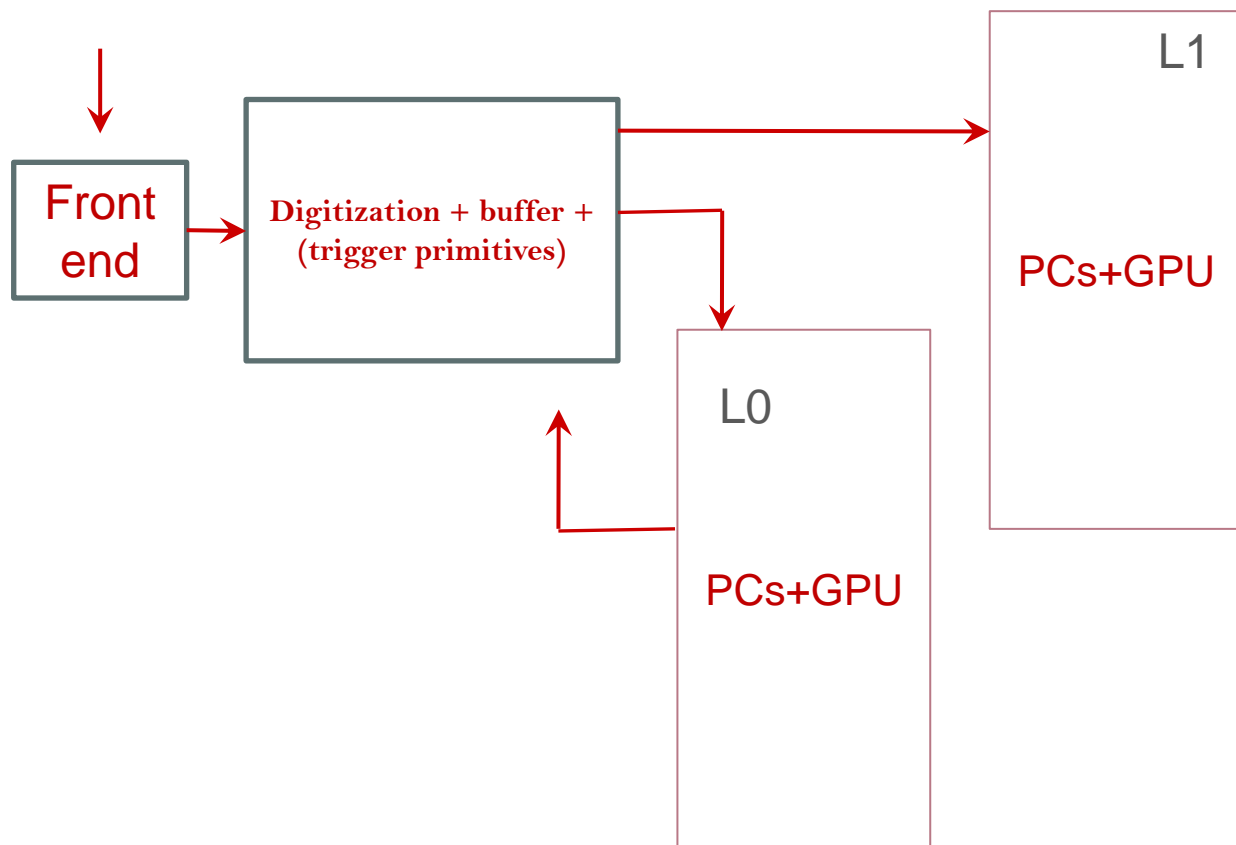 L1
Front
end
Digitization + buffer +
(trigger primitives)
PCs+GPU
L0
PCs+GPU